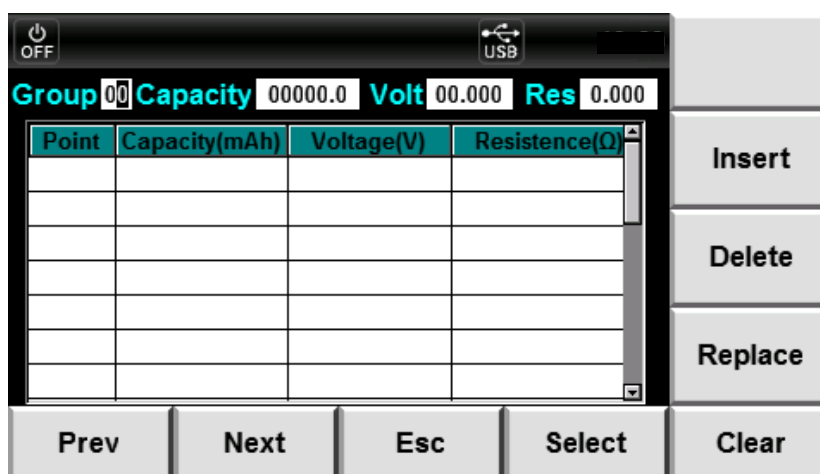 OFF USB
Group 00 Capacity 00000.0 Volt 00.000 Res 0.000
Point Capacity(mAh) Voltage(V) Resistence(Ω)
Insert
Delete
Replace
Prev Next Esc Select Clear